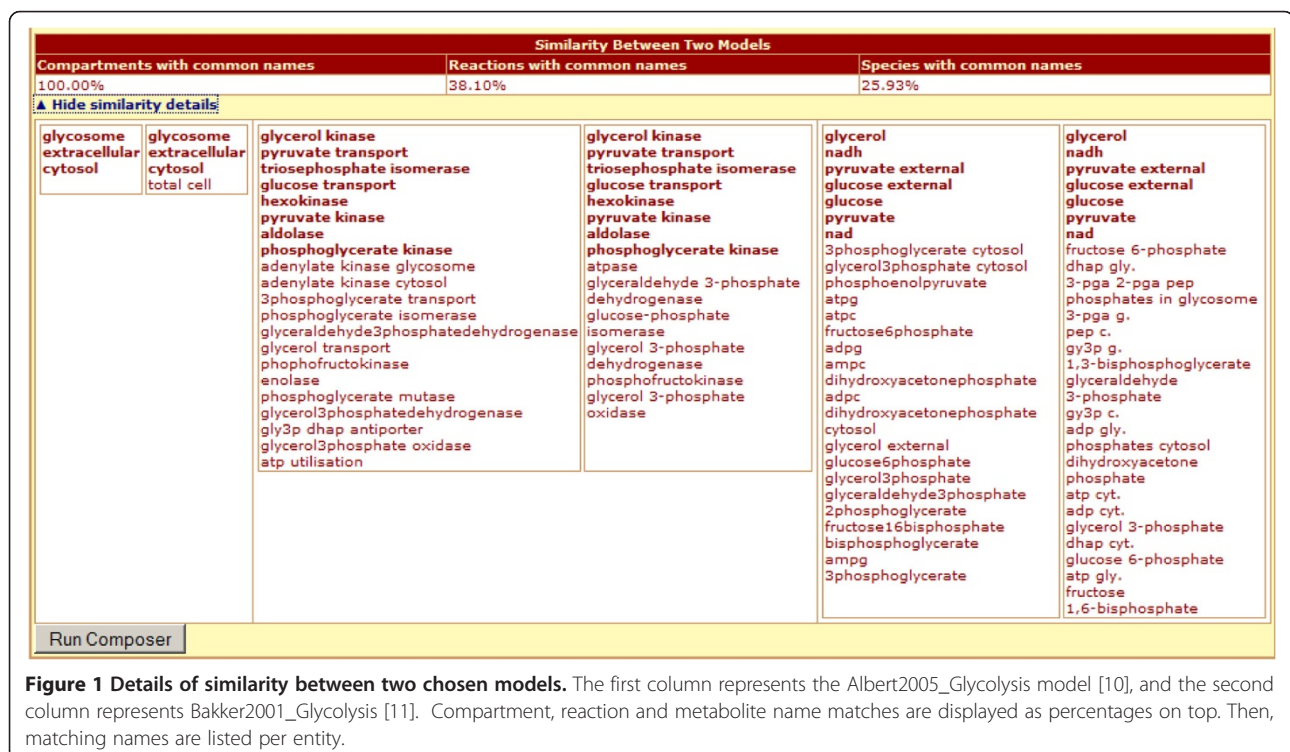 Similarity Between Two Models
Compartments with common names Reactions with common names Species with common names
100.00% 38.10% 25.93%
▲ Hide similarity details
glycosome
extracellular
cytosol
glycosome
extracellular
cytosol
total cell
glycerol kinase
pyruvate transport
triosephosphate isomerase
glucose transport
hexokinase
pyruvate kinase
aldolase
phosphoglycerate kinase
adenylate kinase glycosome
adenylate kinase cytosol
3phosphoglycerate transport
phosphoglycerate isomerase
glyceraldehyde3phosphatedehydrogenase
glycerol transport
phophofructokinase
enolase
phosphoglycerate mutase
glycerol3phosphatedehydrogenase
gly3p dhap antiporter
glycerol3phosphate oxidase
atp utilisation
glycerol kinase
pyruvate transport
triosephosphate isomerase
glucose transport
hexokinase
pyruvate kinase
aldolase
phosphoglycerate kinase
atpase
glyceraldehyde 3-phosphate
dehydrogenase
glucose-phosphate
isomerase
glycerol 3-phosphate
dehydrogenase
phosphofructokinase
glycerol 3-phosphate
oxidase
glycerol
nadh
pyruvate external
glucose external
glucose
pyruvate
nad
3phosphoglycerate cytosol
glycerol3phosphate cytosol
phosphoenolpyruvate
atpg
atpc
fructose6phosphate
adpg
ampc
dihydroxyacetonephosphate
adpc
dihydroxyacetonephosphate
cytosol
glycerol external
glucose6phosphate
glycerol3phosphate
glyceraldehyde3phosphate
2phosphoglycerate
fructose16bisphosphate
bisphosphoglycerate
ampg
3phosphoglycerate
glycerol
nadh
pyruvate external
glucose external
glucose
pyruvate
nad
fructose 6-phosphate
dhap gly.
3-pga 2-pga pep
phosphates in glycosome
3-pga g.
pep c.
gy3p g.
1,3-bisphosphoglycerate
glyceraldehyde
3-phosphate
gy3p c.
adp gly.
phosphates cytosol
dihydroxyacetone
phosphate
atp cyt.
adp cyt.
glycerol 3-phosphate
dhap cyt.
glucose 6-phosphate
atp gly.
fructose
1,6-bisphosphate
Run Composer
Figure 1 Details of similarity between two chosen models. The first column represents the Albert2005_Glycolysis model [10], and the second
column represents Bakker2001_Glycolysis [11]. Compartment, reaction and metabolite name matches are displayed as percentages on top. Then,
matching names are listed per entity.